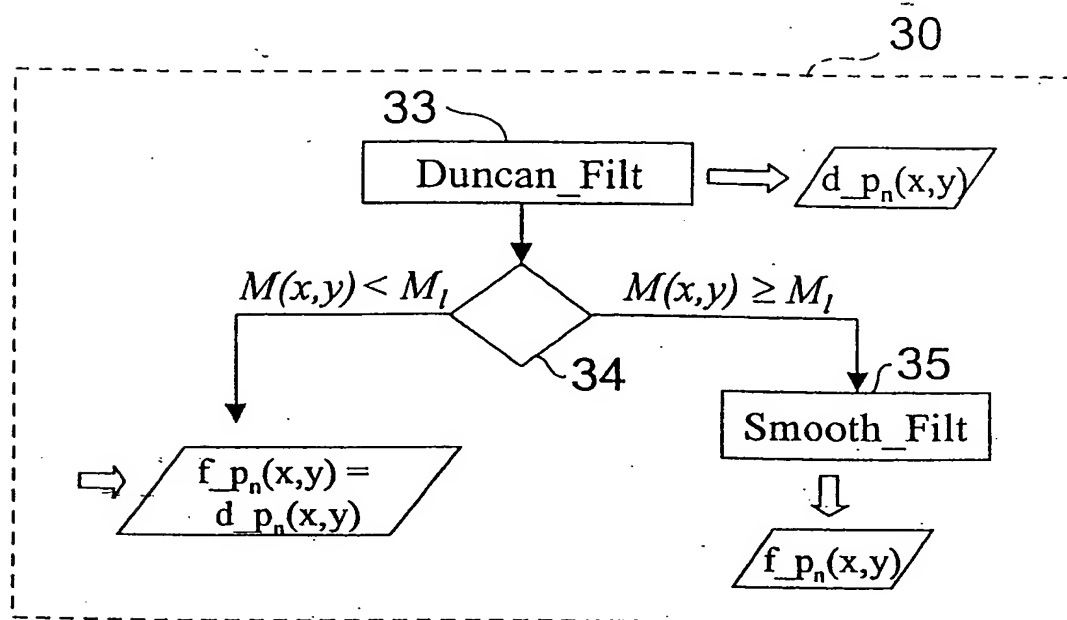 30
33
Duncan_Filt
d_pₙ(x,y)
M(x,y) < Mₗ
M(x,y) ≥ Mₗ
34
35
Smooth_Filt
f_pₙ(x,y) =
d_pₙ(x,y)
f_pₙ(x,y)